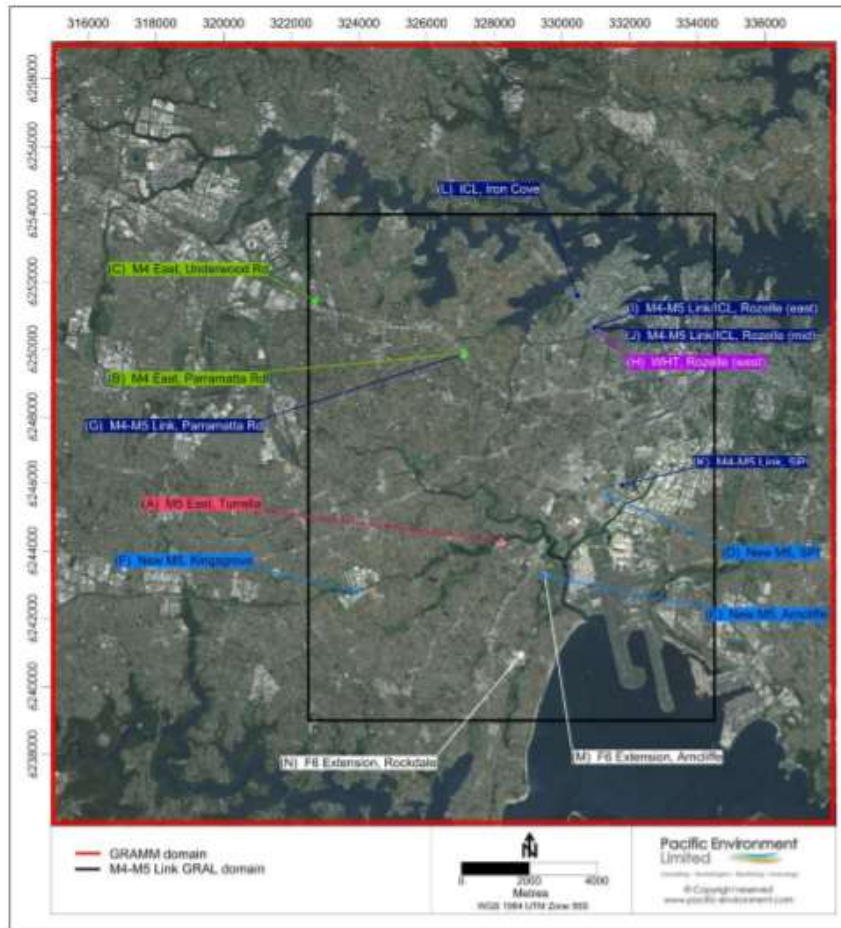 316000 318000 320000 322000 324000 326000 328000 330000 332000 334000 336000
6258000
6256000
6254000
6252000
6250000
6248000
6246000
6244000
6242000
6240000
6238000
(L) ICL, Iron Cove
(C) M4 East, Underwood Rd
(I) M4-M5 Link/ICL, Rozelle (east)
(J) M4-M5 Link/ICL, Rozelle (mid)
(H) WHT, Rozelle (west)
(B) M4 East, Parramatta Rd
(G) M4-M5 Link, Parramatta Rd
(K) M4-M5 Link, SPI
(A) M5 East, Turrella
(D) New M5, SPI
(F) New M5, Kingsgrove
(E) New M5, Arncliffe
(N) F6 Extension, Rockdale
(M) F6 Extension, Arncliffe
GRAMM domain
M4-M5 Link GRAL domain
N
0 2000 4000
Metres
WGS 1984 UTM Zone
Pacific Environment
Limited
© Copyright reserved
www.pacific-environment.com